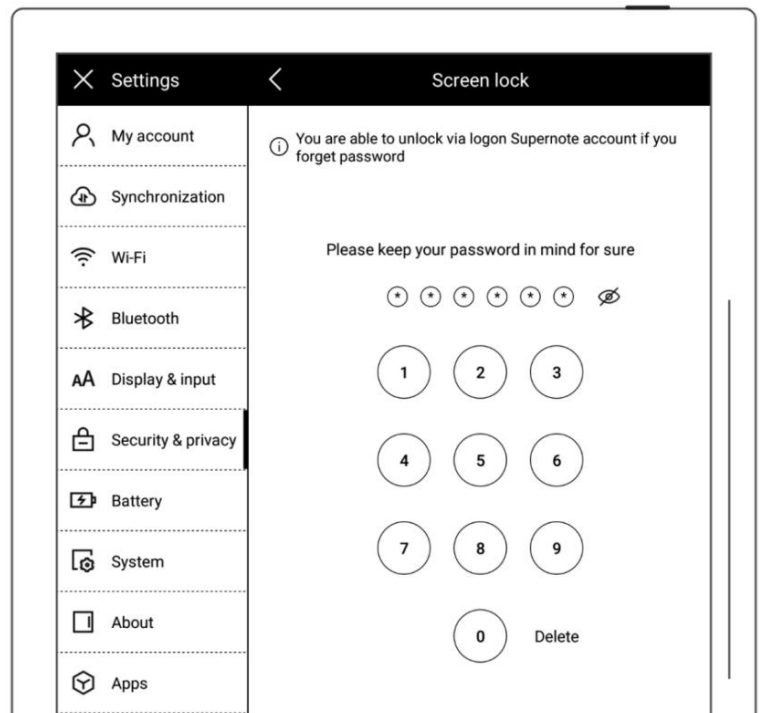 Settings
Screen lock
My account
Synchronization
Wi-Fi
Bluetooth
AA Display & input
Security & privacy
Battery
System
About
Apps
You are able to unlock via logon Supernote account if you
forget password
Please keep your password in mind for sure
* * * * * *
1 2 3
4 5 6
7 8 9
0 Delete